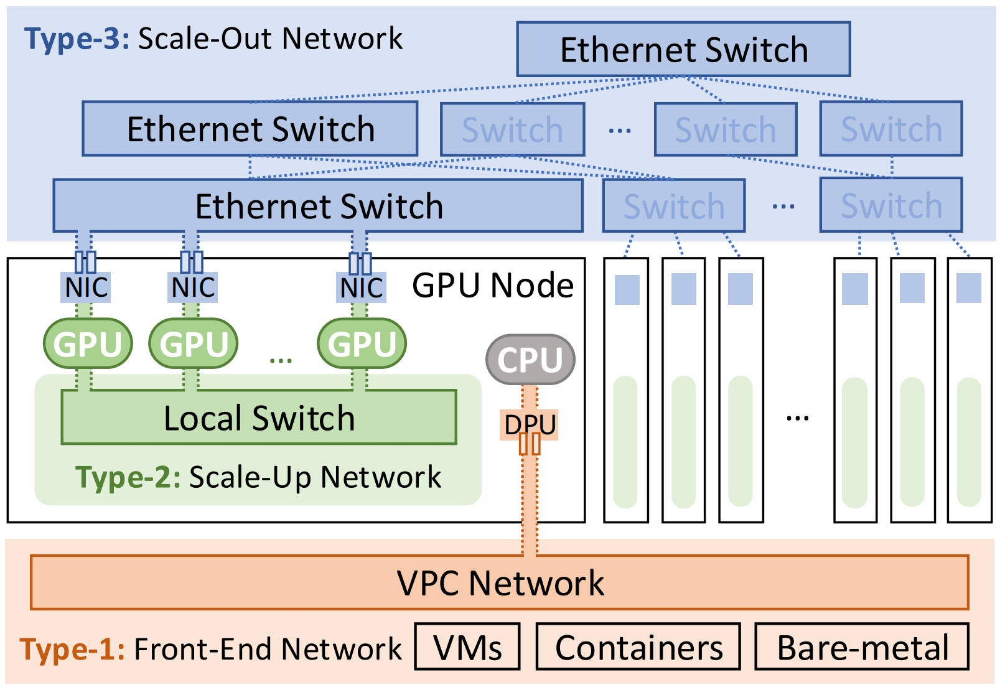 Type-3: Scale-Out Network
Ethernet Switch
Ethernet Switch
Switch
...
Switch
Switch
Ethernet Switch
Switch
...
Switch
NIC
NIC
NIC
GPU Node
GPU
GPU
...
GPU
CPU
Local Switch
DPU
...
Type-2: Scale-Up Network
VPC Network
Type-1: Front-End Network
VMs
Containers
Bare-metal